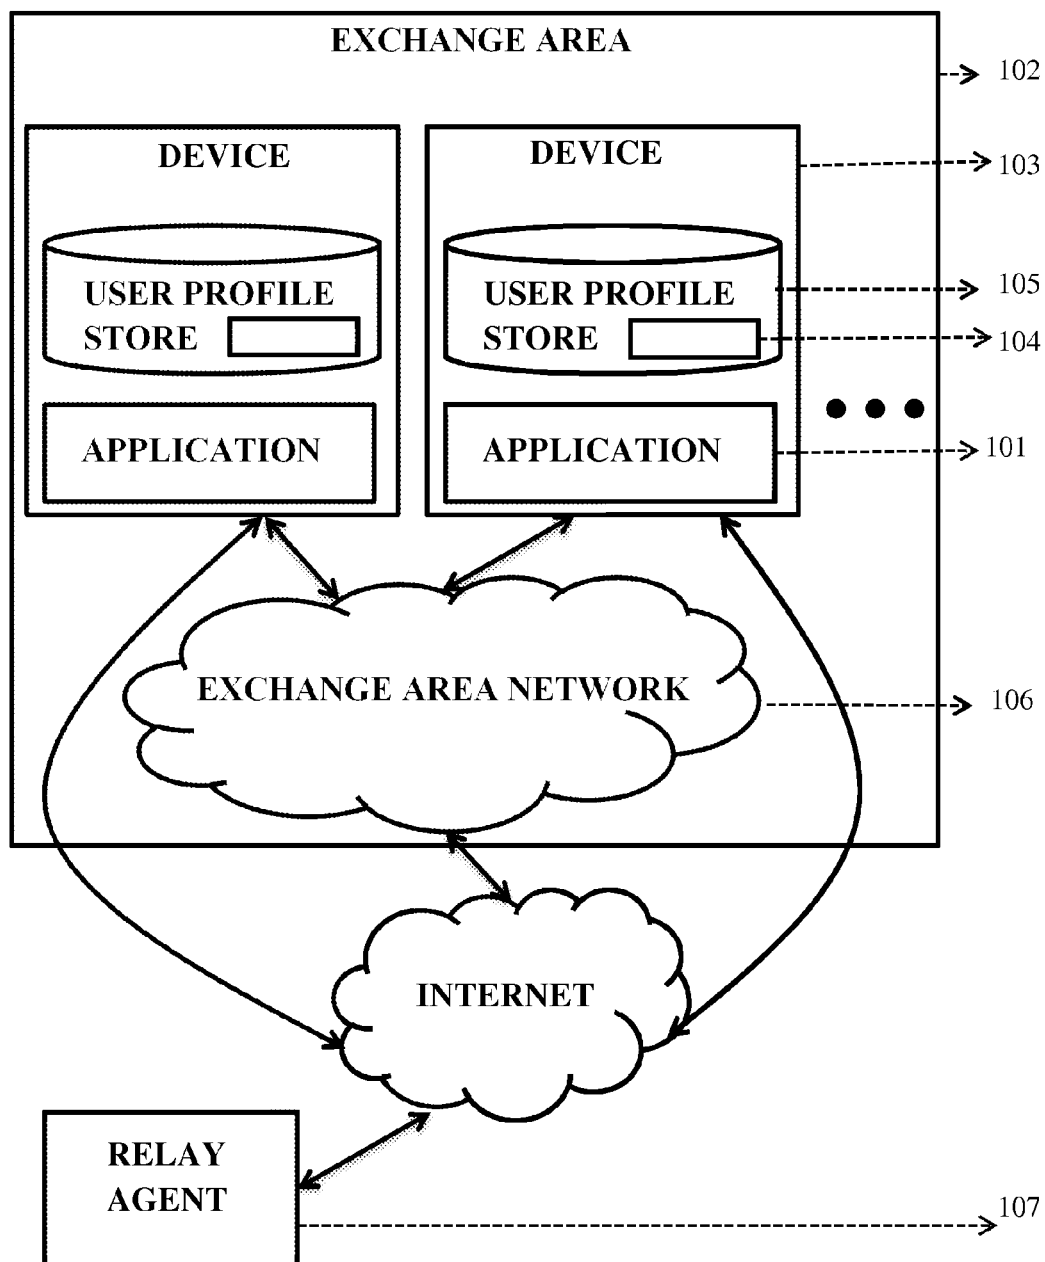 EXCHANGE AREA
102
DEVICE
DEVICE
103
USER PROFILE
STORE
USER PROFILE
STORE
105
104
APPLICATION
APPLICATION
101
EXCHANGE AREA NETWORK
106
INTERNET
RELAY
AGENT
107